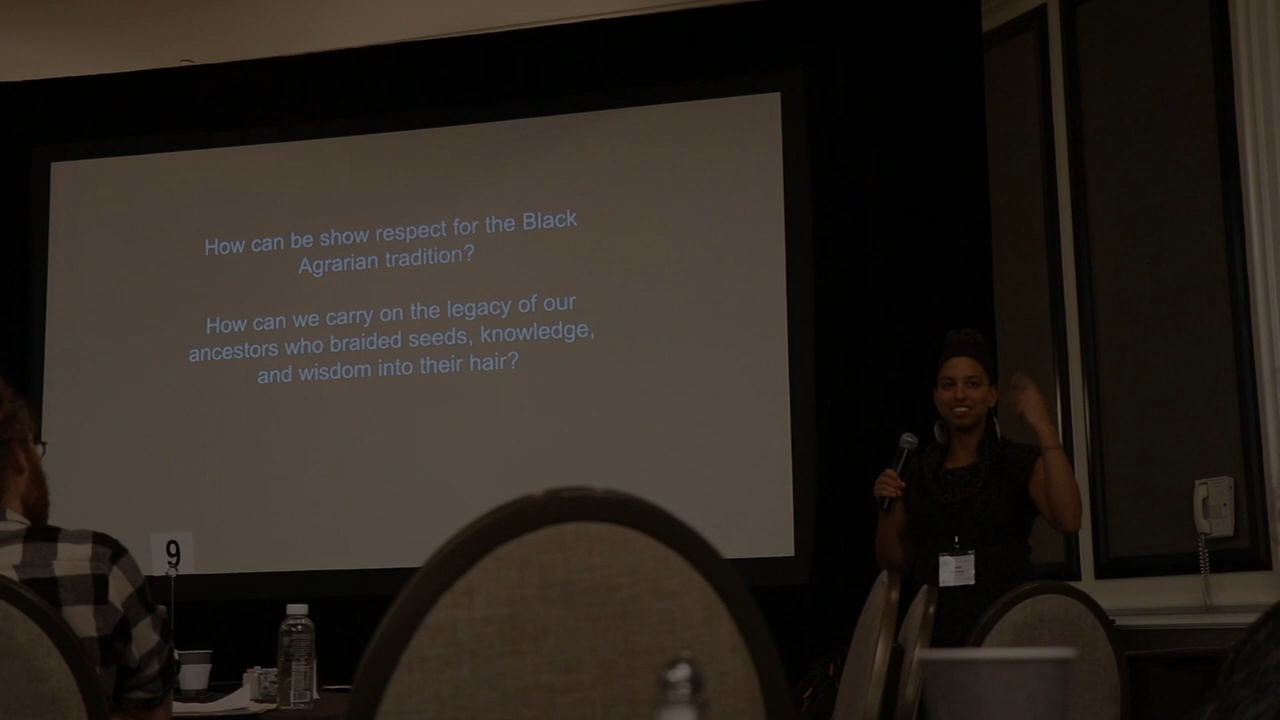 How can be show respect for the Black
Agrarian tradition?
How can we carry on the legacy of our
ancestors who braided seeds, knowledge,
and wisdom into their hair?
9